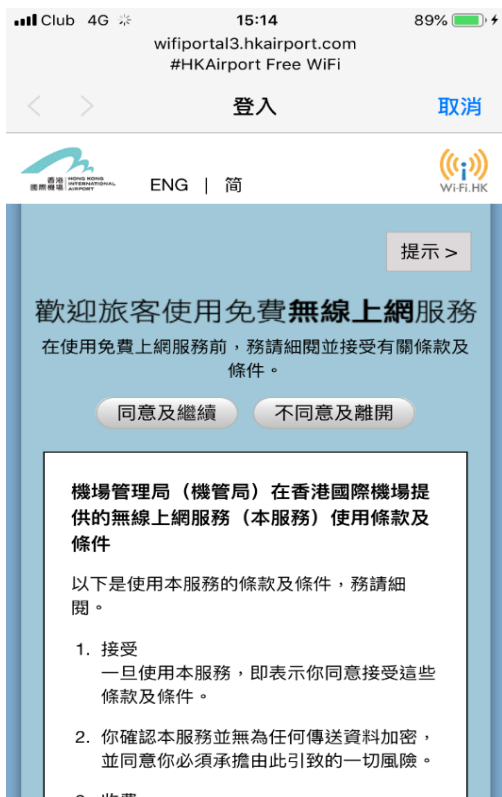 Club 4G 15:14 89%
wifiportal3.hkairport.com
#HKAirport Free WiFi
登入 取消
香港 國際機場 HONG KONG INTERNATIONAL AIRPORT ENG | 简 Wi-Fi.HK
提示 >
歡迎旅客使用免費無線上網服務
在使用免費上網服務前，務請細閱並接受有關條款及
條件。
同意及繼續 不同意及離開
機場管理局（機管局）在香港國際機場提
供的無線上網服務（本服務）使用條款及
條件
以下是使用本服務的條款及條件，務請細
閱。
1. 接受
一旦使用本服務，即表示你同意接受這些
條款及條件。
2. 你確認本服務並無為任何傳送資料加密，
並同意你必須承擔由此引致的一切風險。